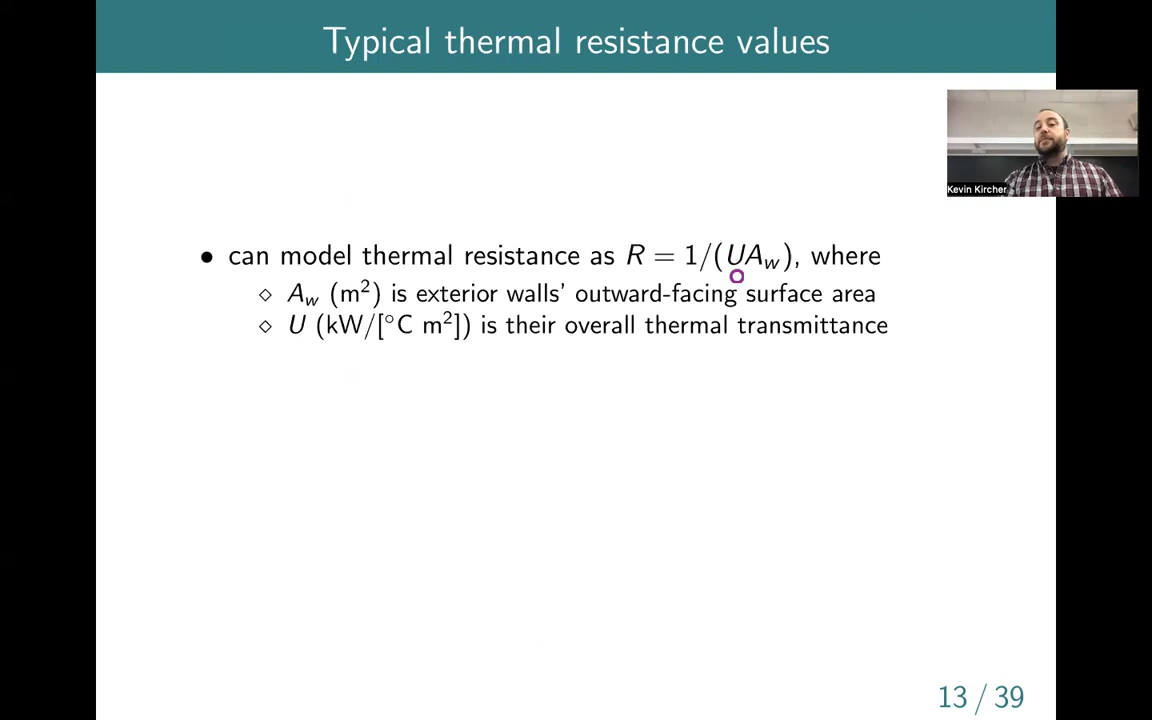 Typical thermal resistance values
Kevin Kircher
• can model thermal resistance as R = 1/(UA_w), where
⋄ A_w (m²) is exterior walls' outward-facing surface area
⋄ U (kW/[°C m²]) is their overall thermal transmittance
13 / 39